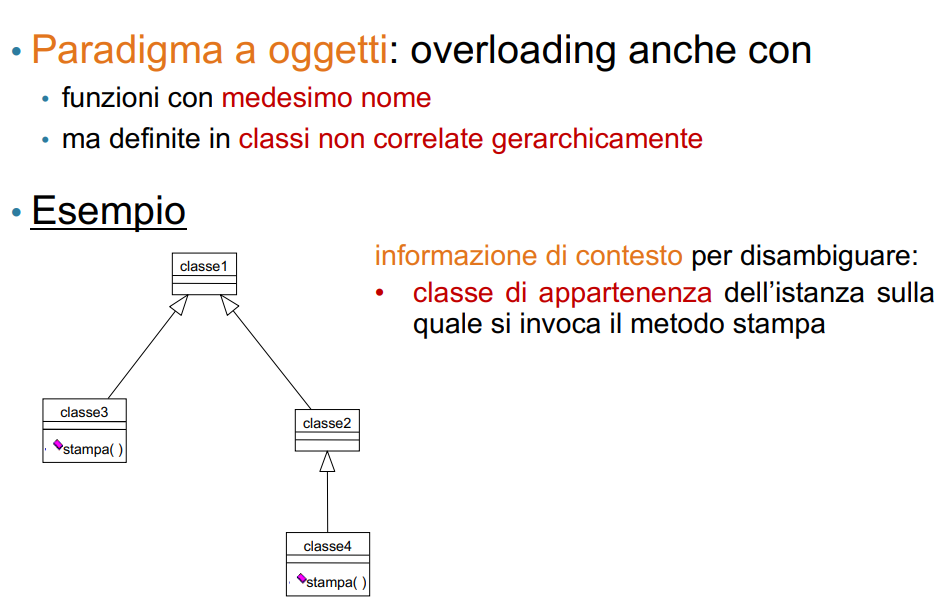 • Paradigma a oggetti: overloading anche con
• funzioni con medesimo nome
• ma definite in classi non correlate gerarchicamente
• Esempio
informazione di contesto per disambiguare:
• classe di appartenenza dell'istanza sulla
quale si invoca il metodo stampa
classe1
classe3
stampa( )
classe2
classe4
stampa( )